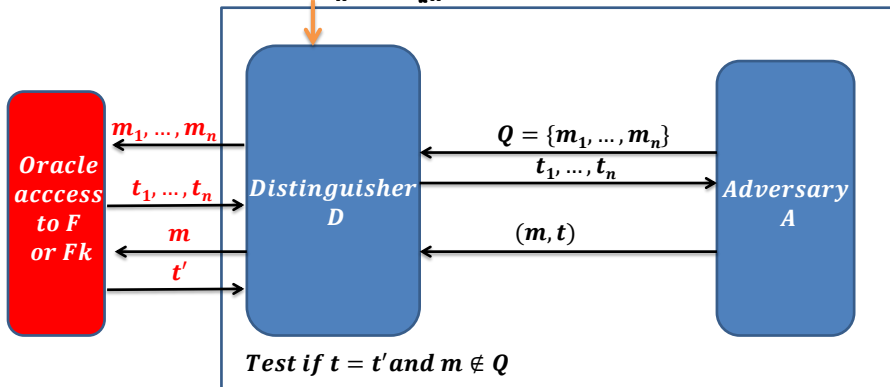 m₁, … , mₙ
Q = {m₁, … , mₙ}
Oracle
acccess
to F
or Fk
t₁, … , tₙ
t₁, … , tₙ
Distinguisher
D
Adversary
A
m
(m, t)
t′
Test if t = t′ and m ∉ Q